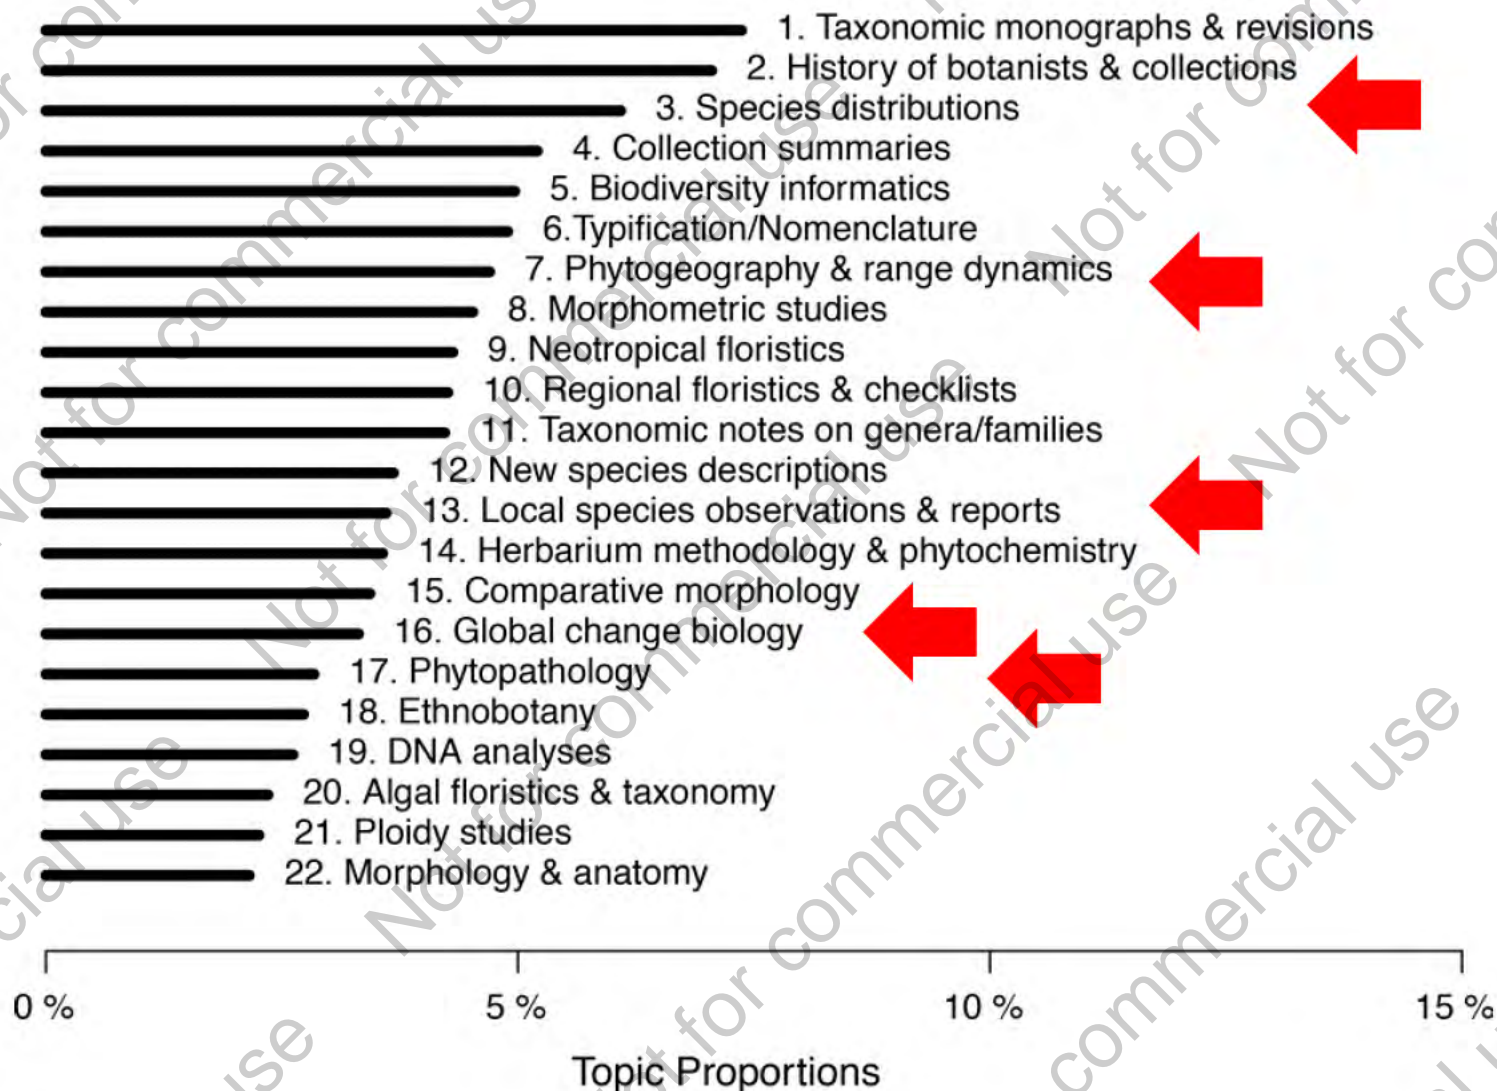 1. Taxonomic monographs & revisions
2. History of botanists & collections
3. Species distributions
4. Collection summaries
5. Biodiversity informatics
6.Typification/Nomenclature
7. Phytogeography & range dynamics
8. Morphometric studies
9. Neotropical floristics
10. Regional floristics & checklists
11. Taxonomic notes on genera/families
12. New species descriptions
13. Local species observations & reports
14. Herbarium methodology & phytochemistry
15. Comparative morphology
16. Global change biology
17. Phytopathology
18. Ethnobotany
19. DNA analyses
20. Algal floristics & taxonomy
21. Ploidy studies
22. Morphology & anatomy
0 %
5 %
10 %
15 %
Topic Proportions
Not for commercial use
Not for commercial use
Not for commercial use
Not for commercial use